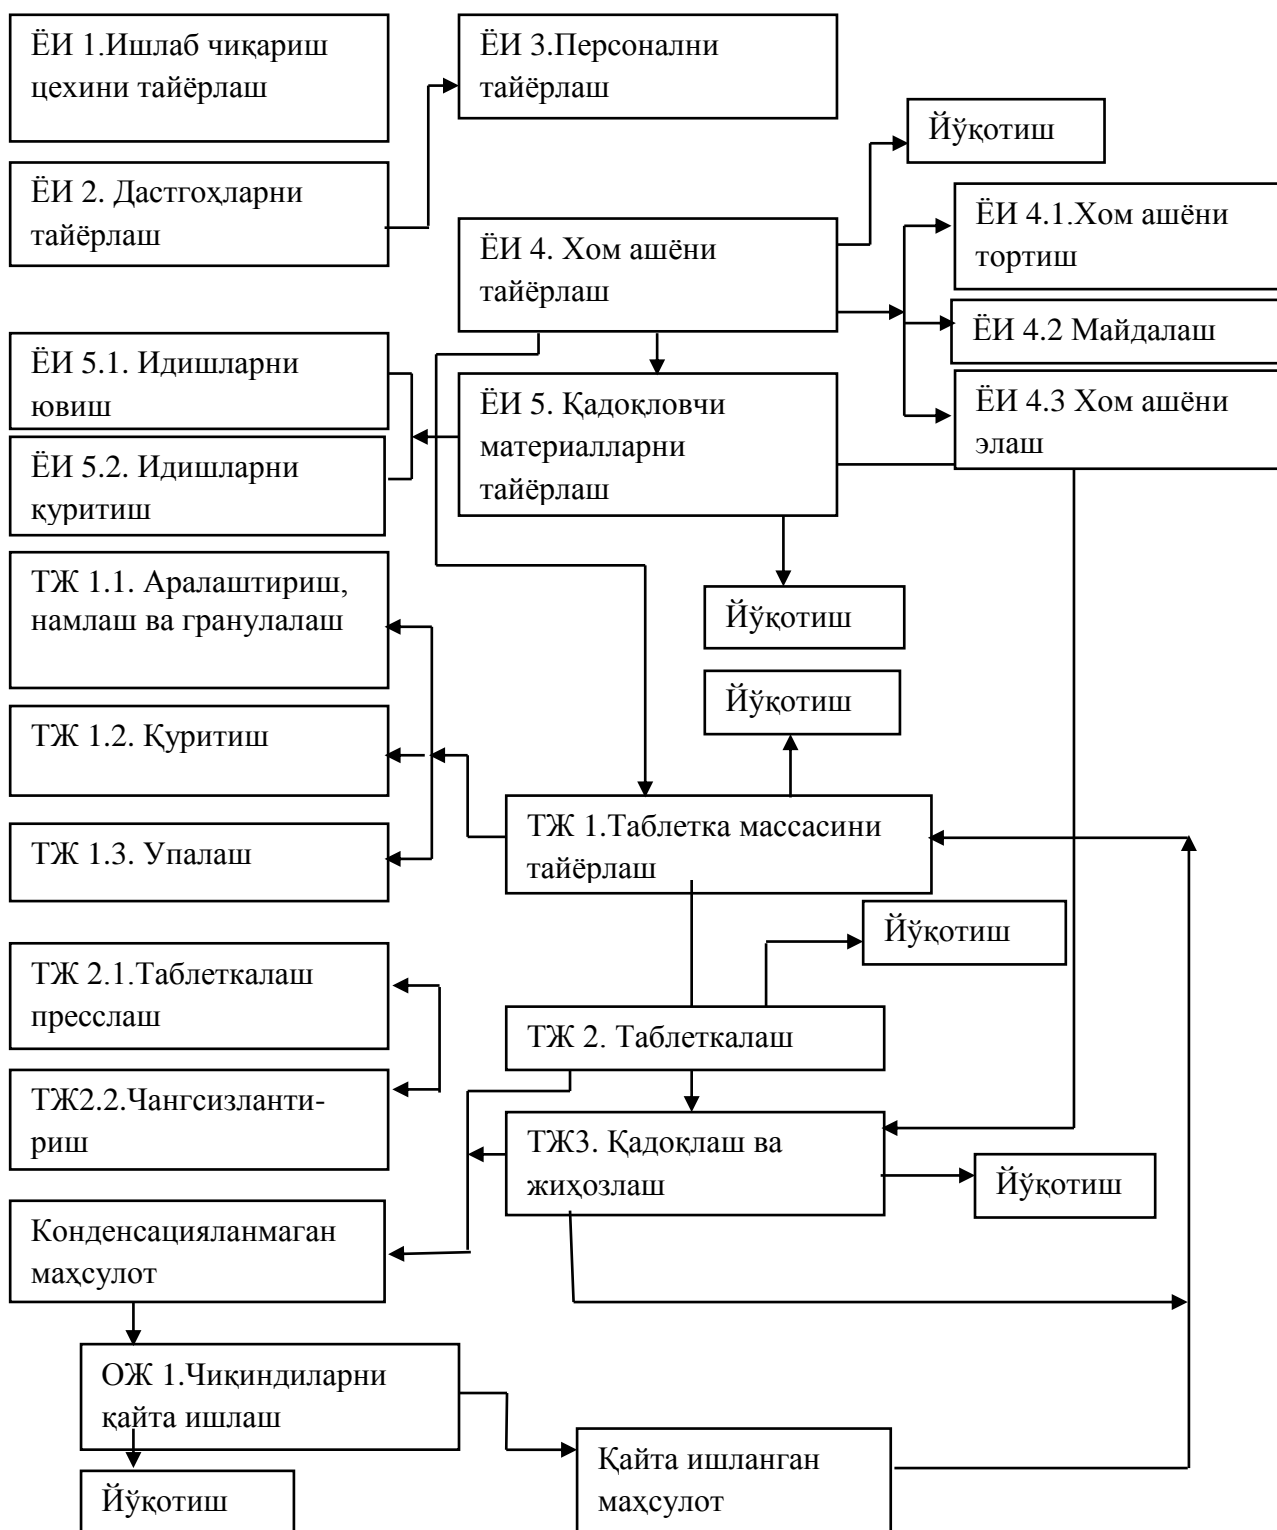 ЁИ 1.Ишлаб чиқариш
цехини тайёрлаш
ЁИ 3.Персонални
тайёрлаш
Йўқотиш
ЁИ 2. Дастгоҳларни
тайёрлаш
ЁИ 4. Хом ашёни
тайёрлаш
ЁИ 4.1.Хом ашёни
тортиш
ЁИ 4.2 Майдалаш
ЁИ 5.1. Идишларни
ювиш
ЁИ 5. Қадоқловчи
материалларни
тайёрлаш
ЁИ 4.3 Хом ашёни
элаш
ЁИ 5.2. Идишларни
қуритиш
ТЖ 1.1. Аралаштириш,
намлаш ва гранулалаш
Йўқотиш
Йўқотиш
ТЖ 1.2. Қуритиш
ТЖ 1.Таблетка массасини
тайёрлаш
ТЖ 1.3. Упалаш
Йўқотиш
ТЖ 2.1.Таблеткалаш
пресслаш
ТЖ 2. Таблеткалаш
ТЖ2.2.Чангсизланти-
риш
ТЖ3. Қадоқлаш ва
жиҳозлаш
Йўқотиш
Конденсацияланмаган
маҳсулот
ОЖ 1.Чиқиндиларни
қайта ишлаш
Қайта ишланган
маҳсулот
Йўқотиш